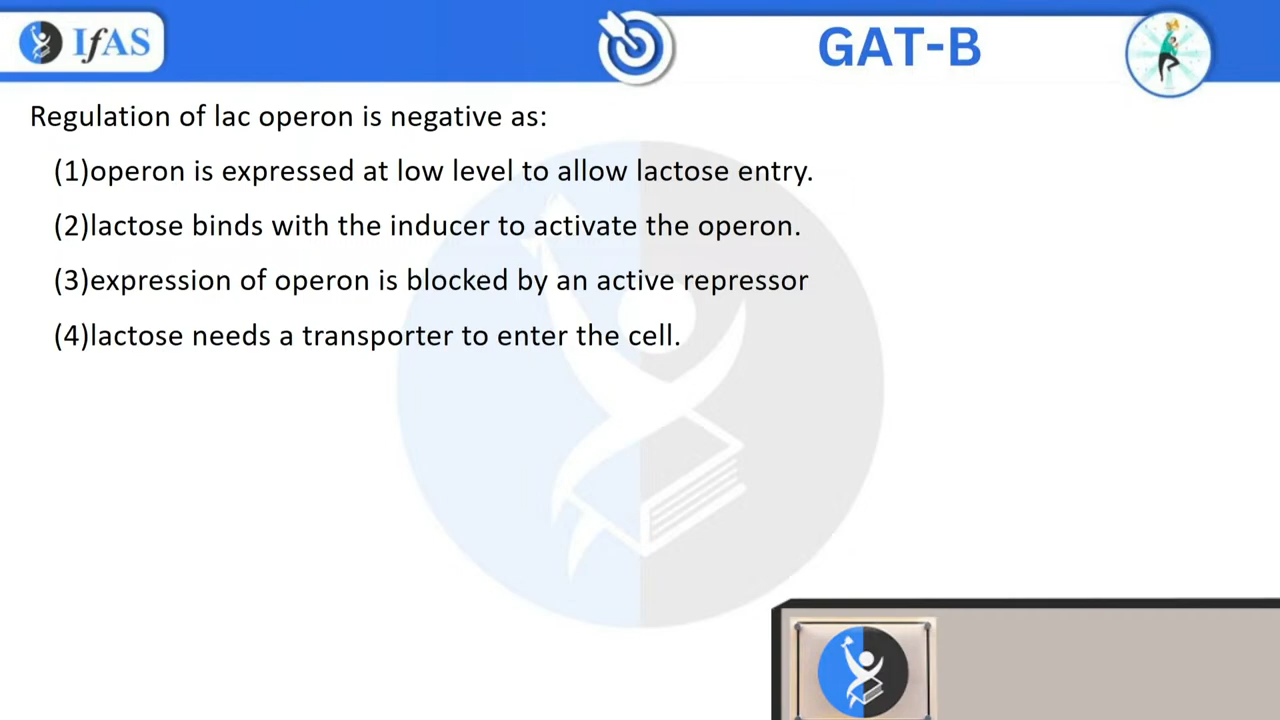 IfAS
GAT-B
Regulation of lac operon is negative as:
(1)operon is expressed at low level to allow lactose entry.
(2)lactose binds with the inducer to activate the operon.
(3)expression of operon is blocked by an active repressor
(4)lactose needs a transporter to enter the cell.